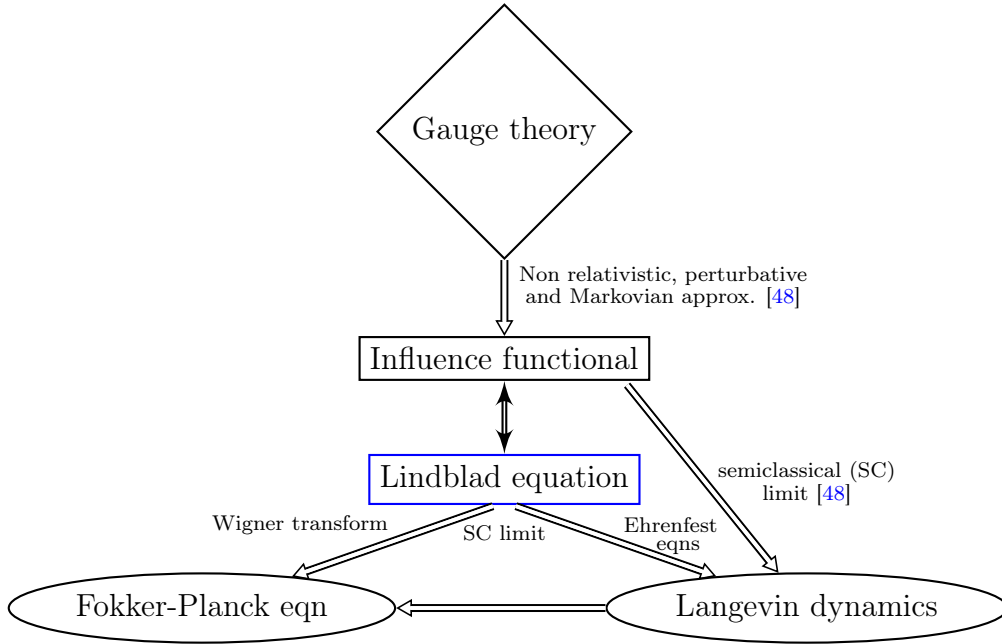 Gauge theory
Non relativistic, perturbative
and Markovian approx. [48]
Influence functional
Lindblad equation
semiclassical (SC)
limit [48]
Wigner transform
SC limit
Ehrenfest
eqns
Fokker-Planck eqn
Langevin dynamics